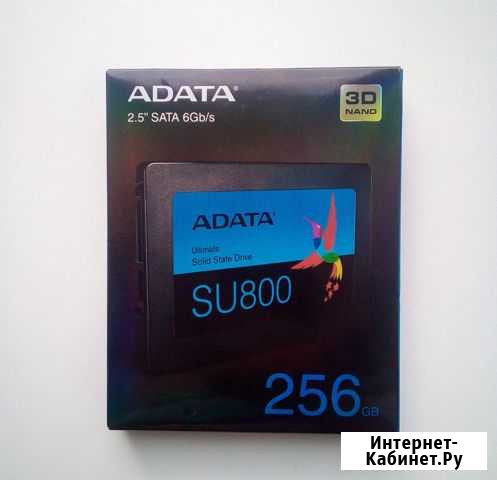 ADATA
3D
NAND
2.5" SATA 6Gb/s
ADATA
Ultimate
Solid State Drive
SU800
256 GB
Интернет-
Кабинет.Ру